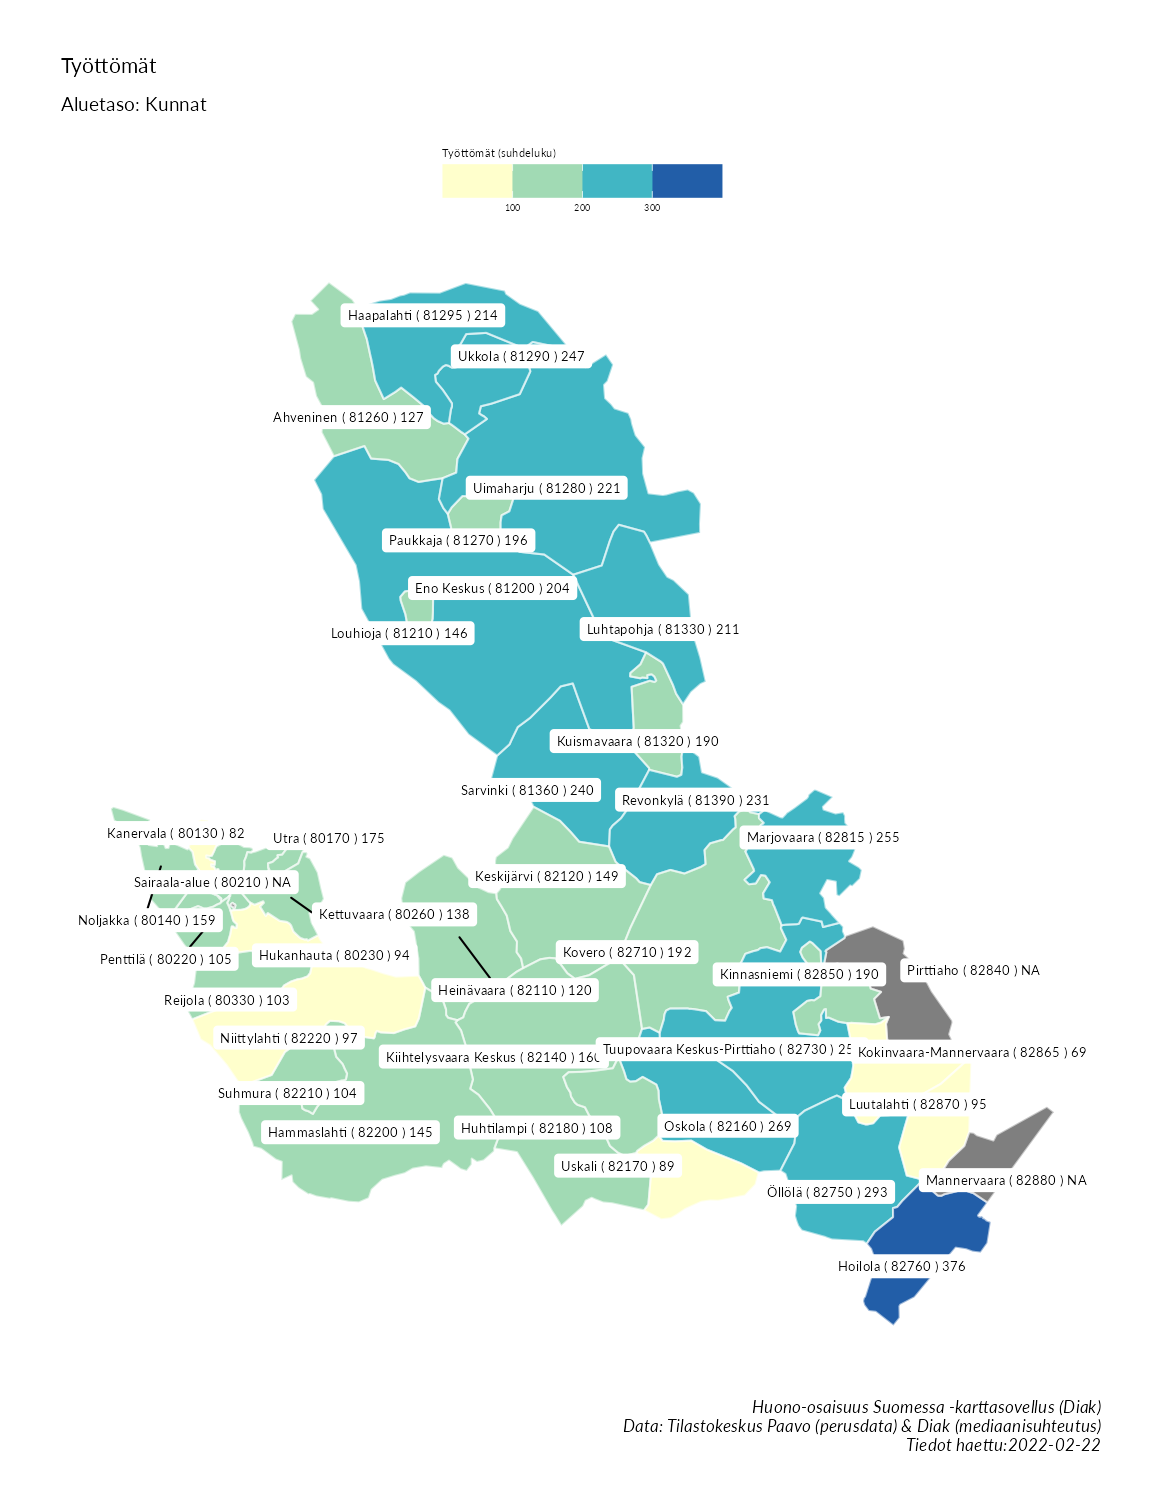 Työttömät
Aluetaso: Kunnat
Työttömät (suhdeluku)
100 200 300
Haapalahti ( 81295 ) 214
Ukkola ( 81290 ) 247
Ahveninen ( 81260 ) 127
Uimaharju ( 81280 ) 221
Paukkaja ( 81270 ) 196
Eno Keskus ( 81200 ) 204
Luhtapohja ( 81330 ) 211
Louhioja ( 81210 ) 146
Kuismavaara ( 81320 ) 190
Sarvinki ( 81360 ) 240
Revonkylä ( 81390 ) 231
Kanervala ( 80130 ) 82
Utra ( 80170 ) 175
Marjovaara ( 82815 ) 255
Keskijärvi ( 82120 ) 149
Sairaala-alue ( 80210 ) NA
Noljakka ( 80140 ) 159
Kettuvaara ( 80260 ) 138
Penttilä ( 80220 ) 105
Hukanhauta ( 80230 ) 94
Kovero ( 82710 ) 192
Kinnasniemi ( 82850 ) 190
Pirttiaho ( 82840 ) NA
Reijola ( 80330 ) 103
Heinävaara ( 82110 ) 120
Niittylahti ( 82220 ) 97
Kiihtelysvaara Keskus ( 82140 ) 160
Tuupovaara Keskus-Pirttiaho ( 82730 ) 25
Kokinvaara-Mannervaara ( 82865 ) 69
Suhmura ( 82210 ) 104
Luutalahti ( 82870 ) 95
Hammaslahti ( 82200 ) 145
Huhtilampi ( 82180 ) 108
Oskola ( 82160 ) 269
Uskali ( 82170 ) 89
Öllölä ( 82750 ) 293
Mannervaara ( 82880 ) NA
Hoilola ( 82760 ) 376
Huono-osaisuus Suomessa -karttasovellus (Diak)
Data: Tilastokeskus Paavo (perusdata) & Diak (mediaanisuhteutus)
Tiedot haettu:2022-02-22